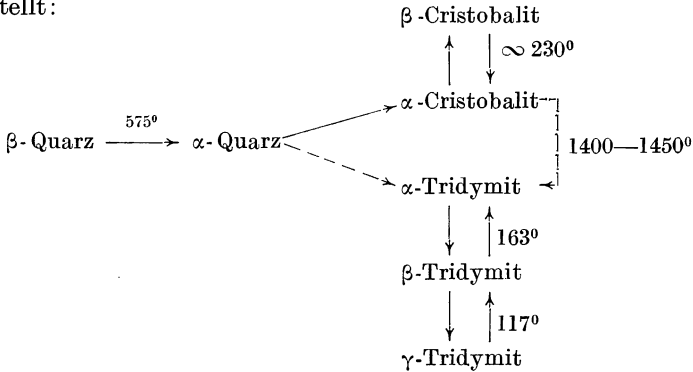 tellt:
β-Cristobalit
∞ 230⁰
α-Cristobalit
575⁰
β-Quarz α-Quarz
1400—1450⁰
α-Tridymit
163⁰
β-Tridymit
117⁰
γ-Tridymit